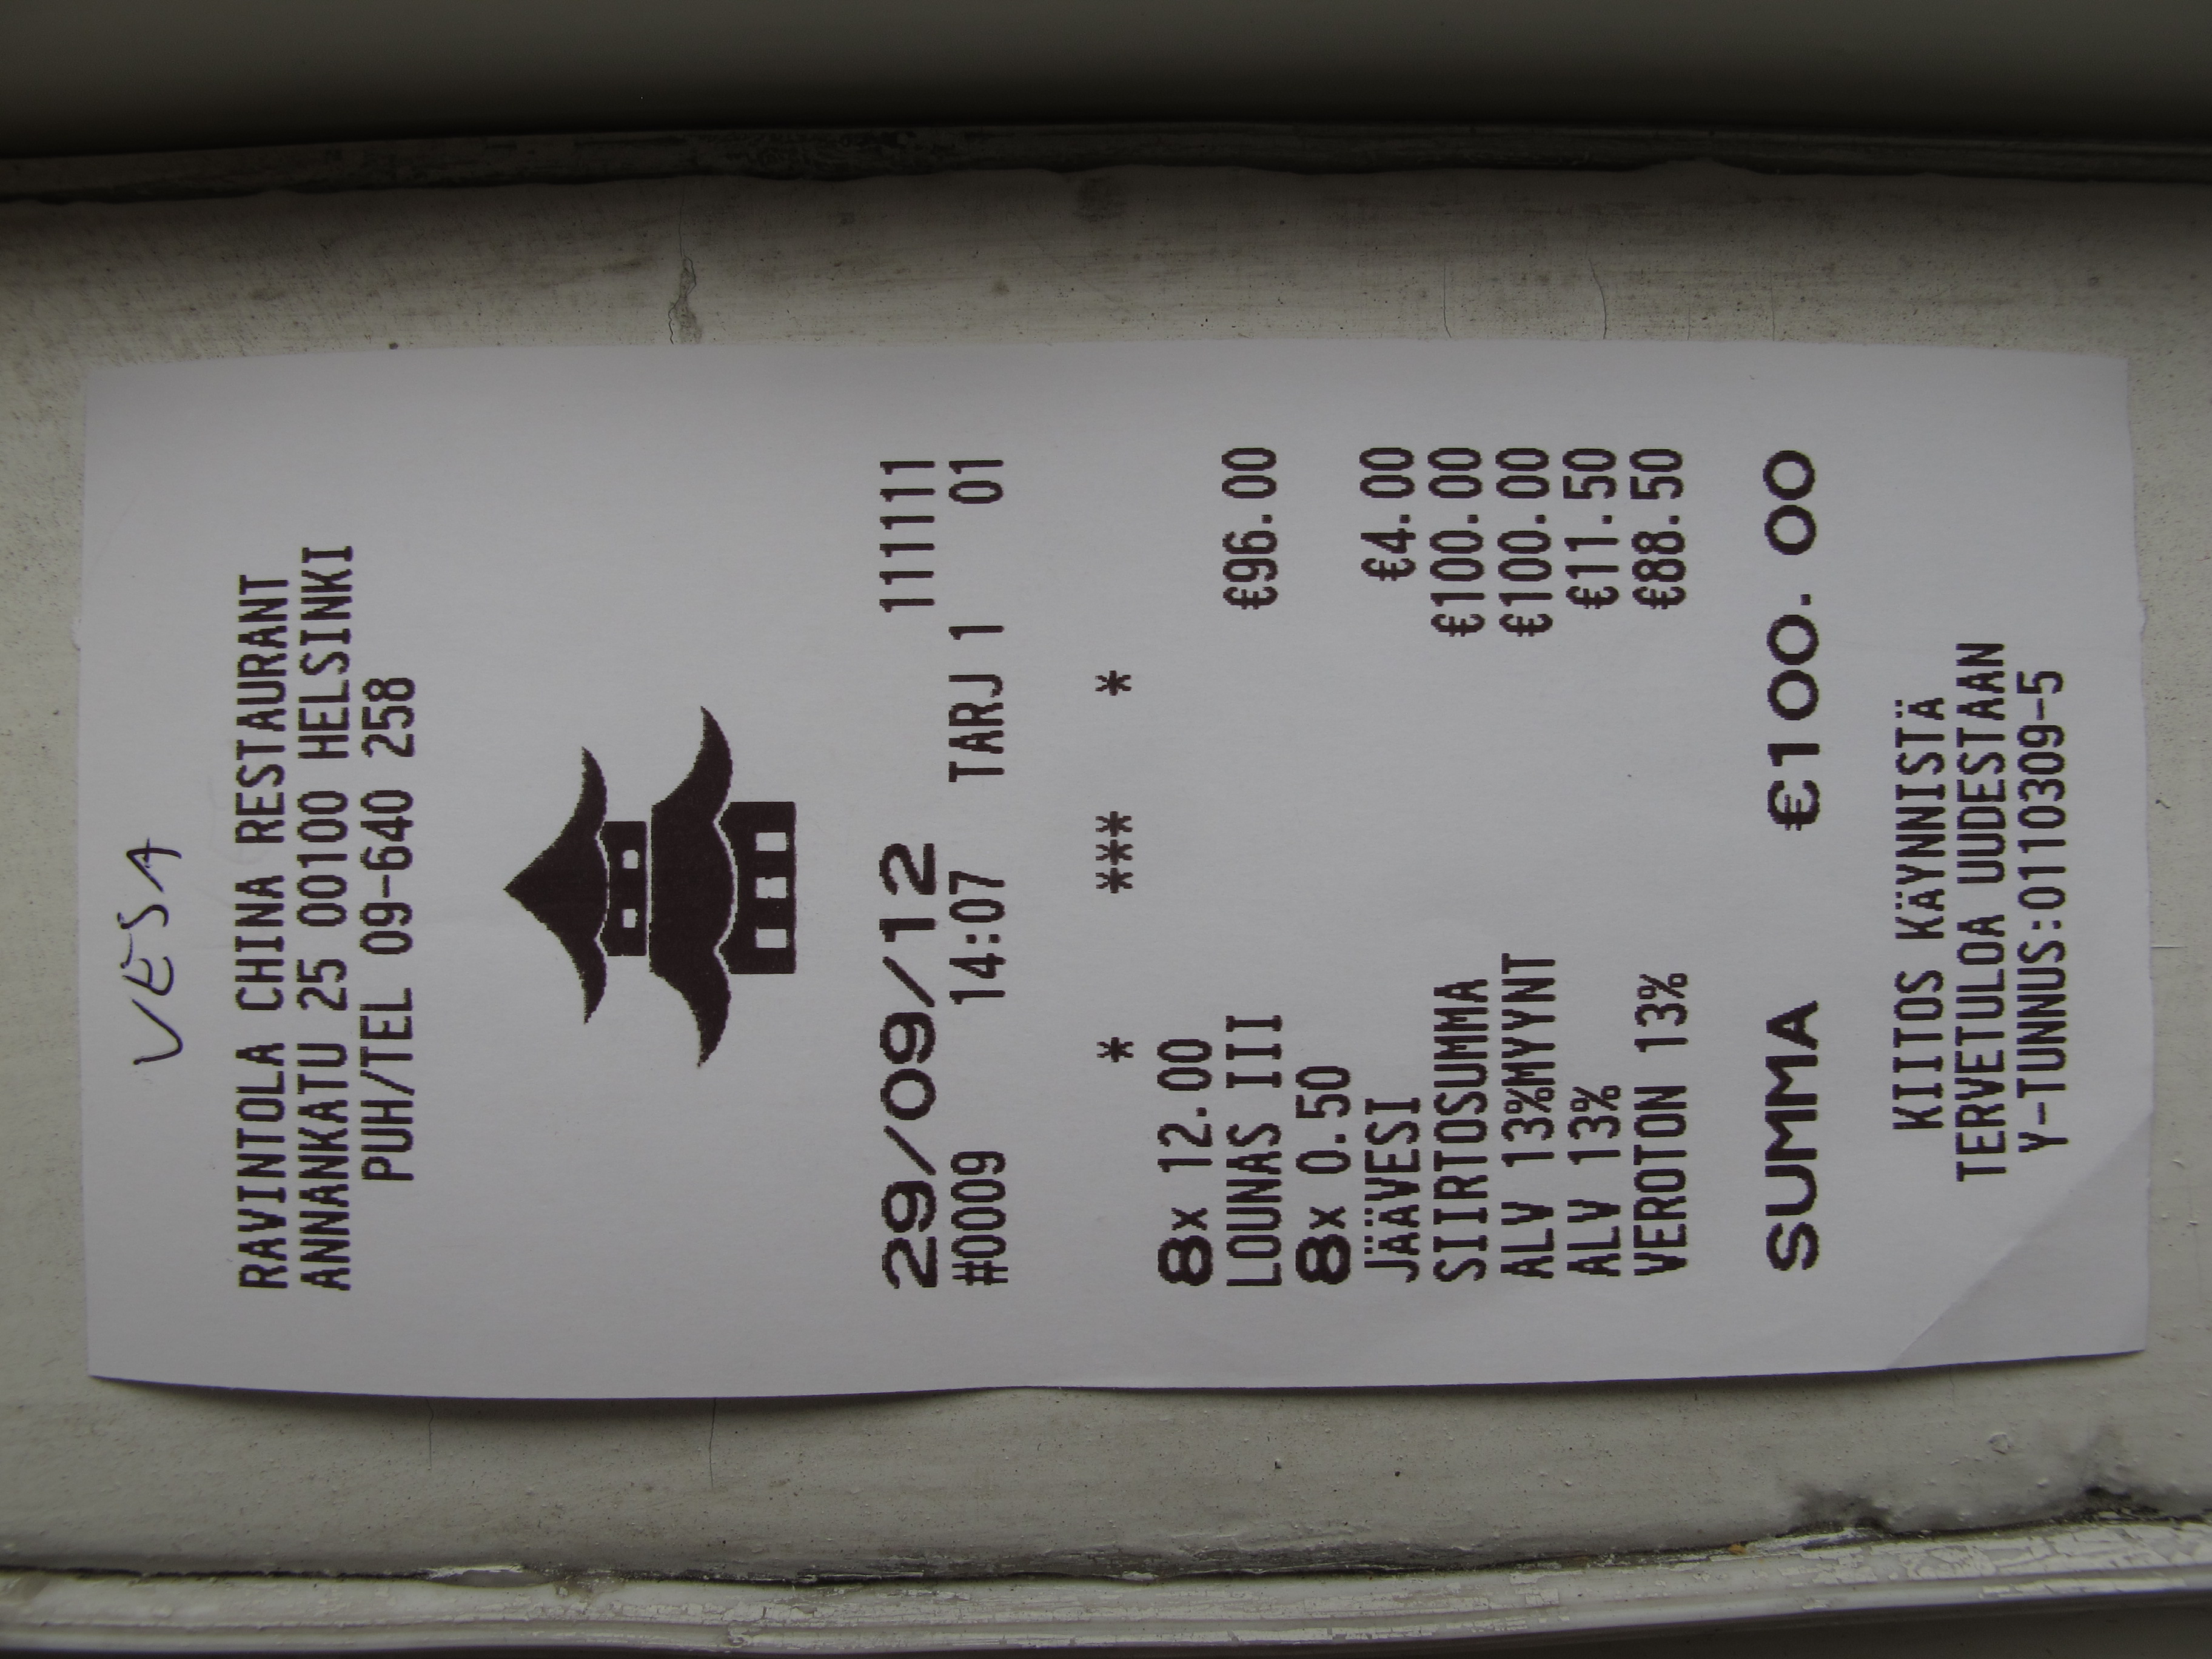 VESA
RAVINTOLA CHINA RESTAURANT
ANNANKATU 25 00100 HELSINKI
PUH/TEL 09-640 258
29/09/12 111111
#0009 14:07 TARJ 1 01
* *** *
8x 12.00
LOUNAS III €96.00
8x 0.50
JÄÄVESI €4.00
SIIRTOSUMMA €100.00
ALV 13%MYYNT €100.00
ALV 13% €11.50
VEROTON 13% €88.50
SUMMA €100.00
KIITOS KÄYNNISTÄ
TERVETULOA UUDESTAAN
Y-TUNNUS:0110309-5